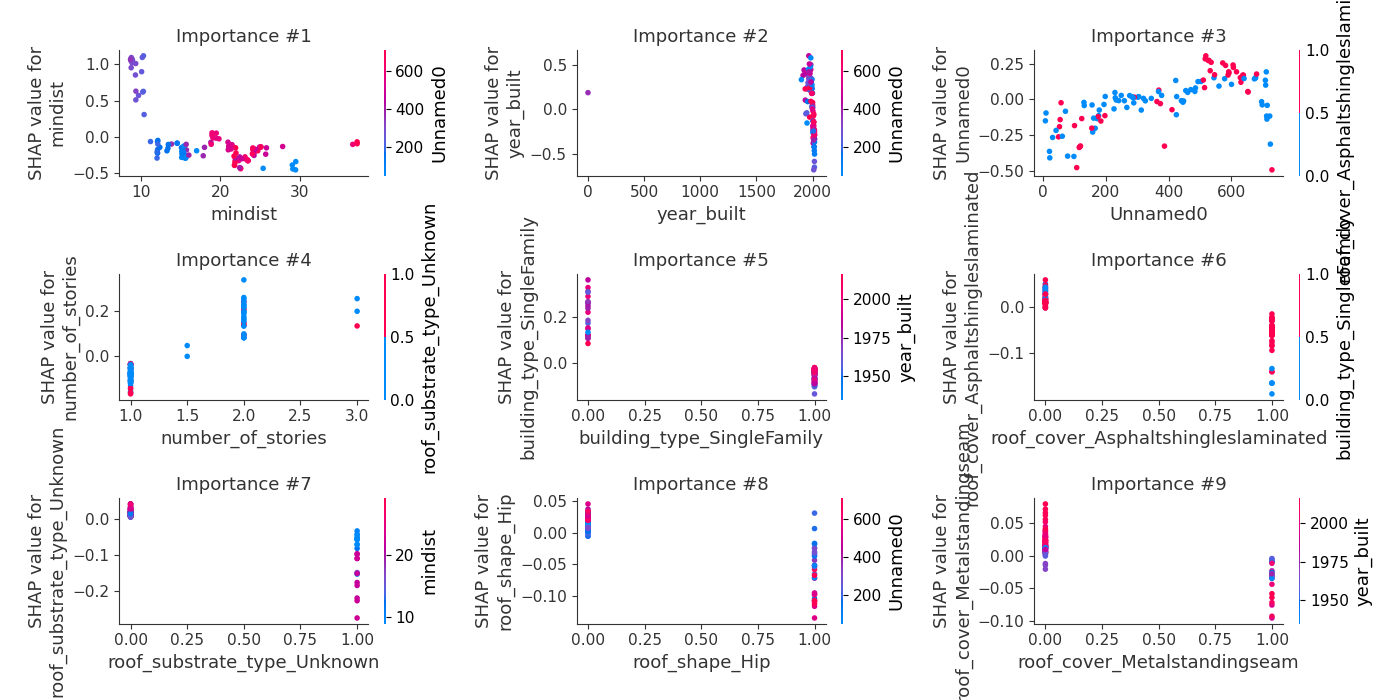 Importance #1
SHAP value for
mindist
1.0
0.5
0.0
−0.5
10
20
30
mindist
600
400
200
Unnamed0
Importance #2
SHAP value for
year_built
0.5
0.0
−0.5
0
500
1000
1500
2000
year_built
600
400
200
Unnamed0
Importance #3
SHAP value for
Unnamed0
0.25
0.00
−0.25
−0.50
0
200
400
600
Unnamed0
1.0
0.5
0.0
roof_cover_Asphaltshingleslami
Importance #4
SHAP value for
number_of_stories
0.2
0.0
1.0
1.5
2.0
2.5
3.0
number_of_stories
1.0
0.5
0.0
roof_substrate_type_Unknown
Importance #5
SHAP value for
building_type_SingleFamily
0.2
0.0
0.00
0.25
0.50
0.75
1.00
building_type_SingleFamily
2000
1975
1950
year_built
Importance #6
SHAP value for
roof_cover_Asphaltshingleslaminated
0.0
−0.1
0.00
0.25
0.50
0.75
1.00
roof_cover_Asphaltshingleslaminated
1.0
0.5
0.0
building_type_SingleFamily
Importance #7
SHAP value for
roof_substrate_type_Unknown
0.0
−0.1
−0.2
0.00
0.25
0.50
0.75
1.00
roof_substrate_type_Unknown
20
10
mindist
Importance #8
SHAP value for
roof_shape_Hip
0.05
0.00
−0.05
−0.10
0.00
0.25
0.50
0.75
1.00
roof_shape_Hip
600
400
200
Unnamed0
Importance #9
SHAP value for
roof_cover_Metalstandingseam
0.05
0.00
−0.05
−0.10
0.00
0.25
0.50
0.75
1.00
roof_cover_Metalstandingseam
2000
1975
1950
year_built